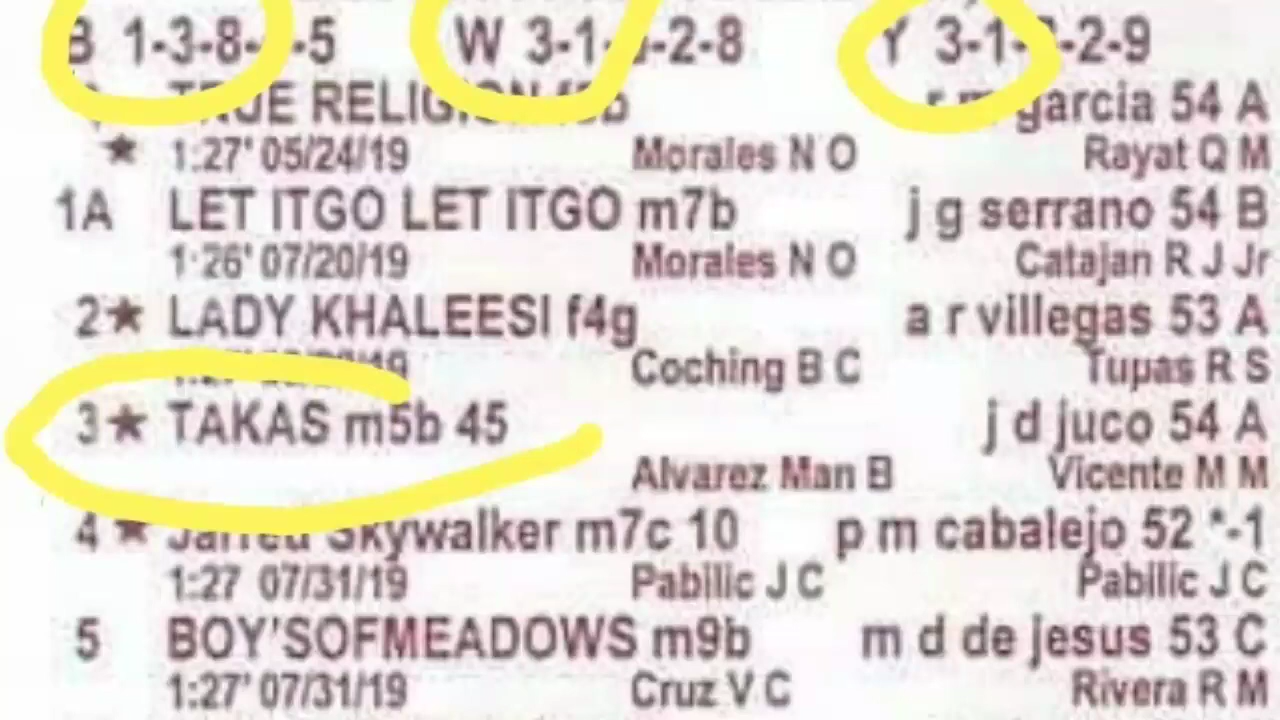 B 1-3-8- -5 W 3-1- -2-8 Y 3-1- -2-9
TRUE RELIGION r m garcia 54 A
★ 1:27' 05/24/19 Morales N O Rayat Q M
1A LET ITGO LET ITGO m7b j g serrano 54 B
1:26' 07/20/19 Morales N O Catajan R J Jr
2★ LADY KHALEESI f4g a r villegas 53 A
Coching B C Tupas R S
3★ TAKAS m5b 45 j d juco 54 A
Alvarez Man B Vicente M M
4★ Jarred Skywalker m7c 10 p m cabalejo 52 *-1
1:27 07/31/19 Pabilic J C Pabilic J C
5 BOY'SOFMEADOWS m9b m d de jesus 53 C
1:27' 07/31/19 Cruz V C Rivera R M